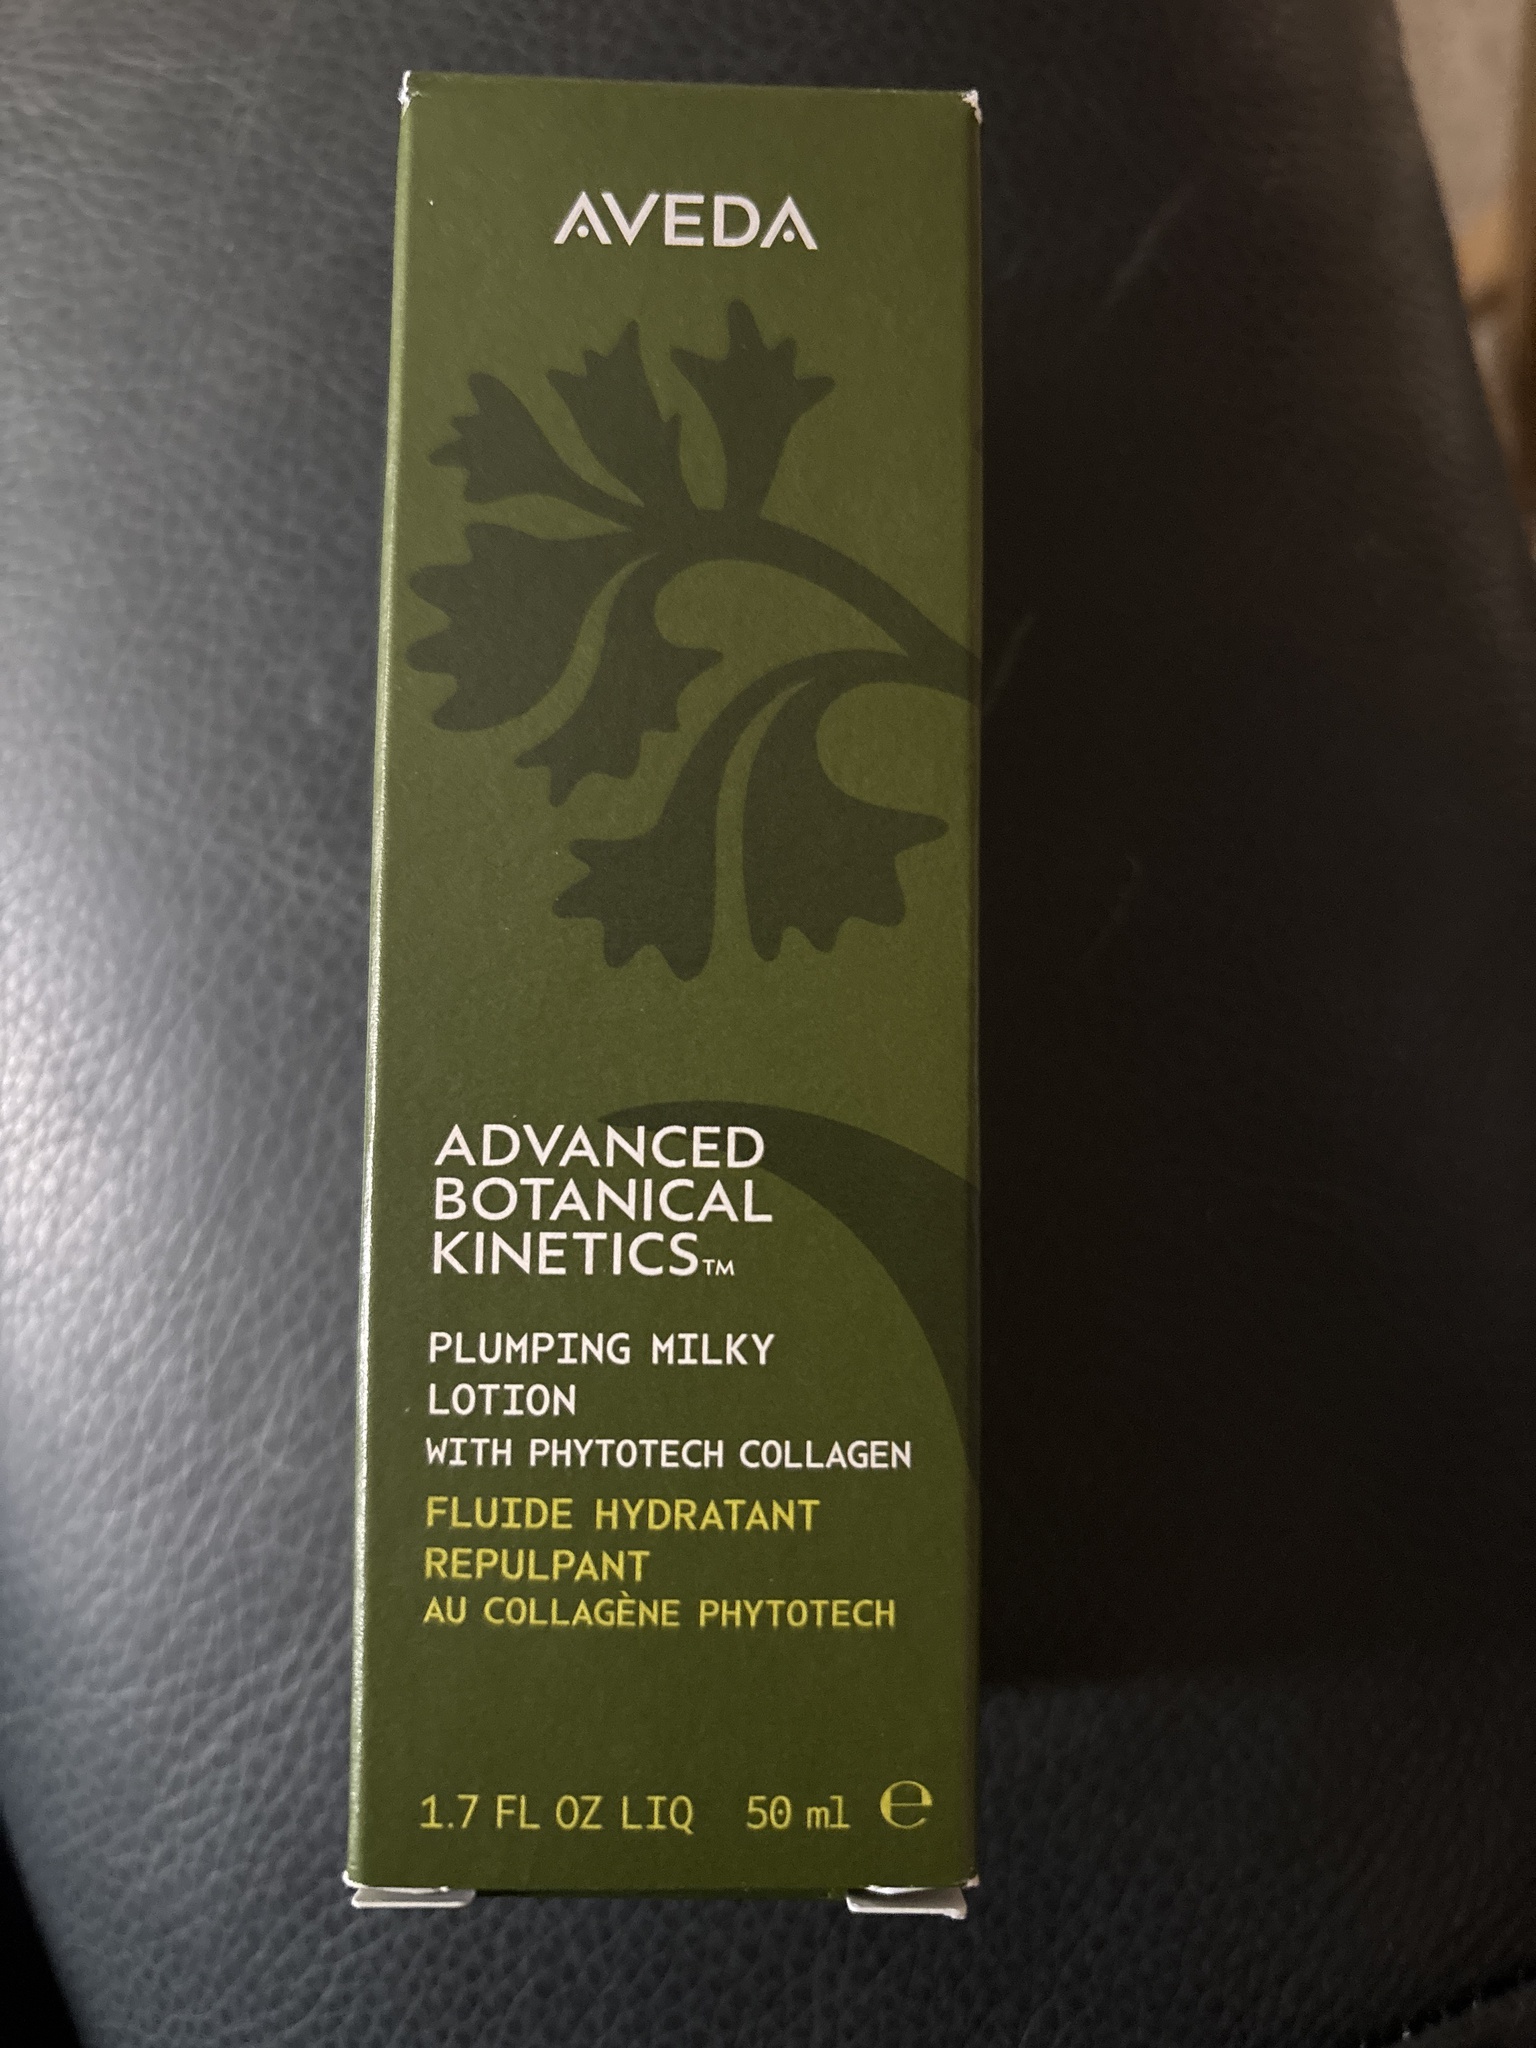 AVEDA
ADVANCED
BOTANICAL
KINETICS™
PLUMPING MILKY
LOTION
WITH PHYTOTECH COLLAGEN
FLUIDE HYDRATANT
REPULPANT
AU COLLAGÈNE PHYTOTECH
1.7 FL OZ LIQ 50 ml ℮